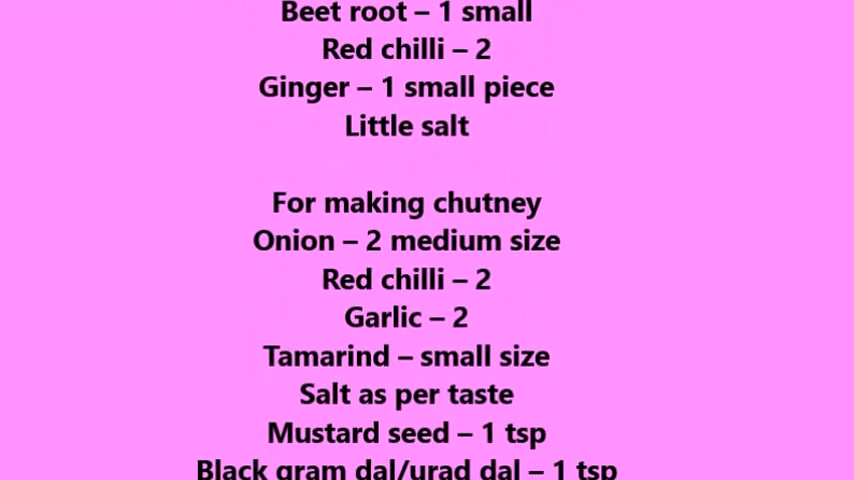 Beet root – 1 small
Red chilli – 2
Ginger – 1 small piece
Little salt
For making chutney
Onion – 2 medium size
Red chilli – 2
Garlic – 2
Tamarind – small size
Salt as per taste
Mustard seed – 1 tsp
Black gram dal/urad dal – 1 tsp